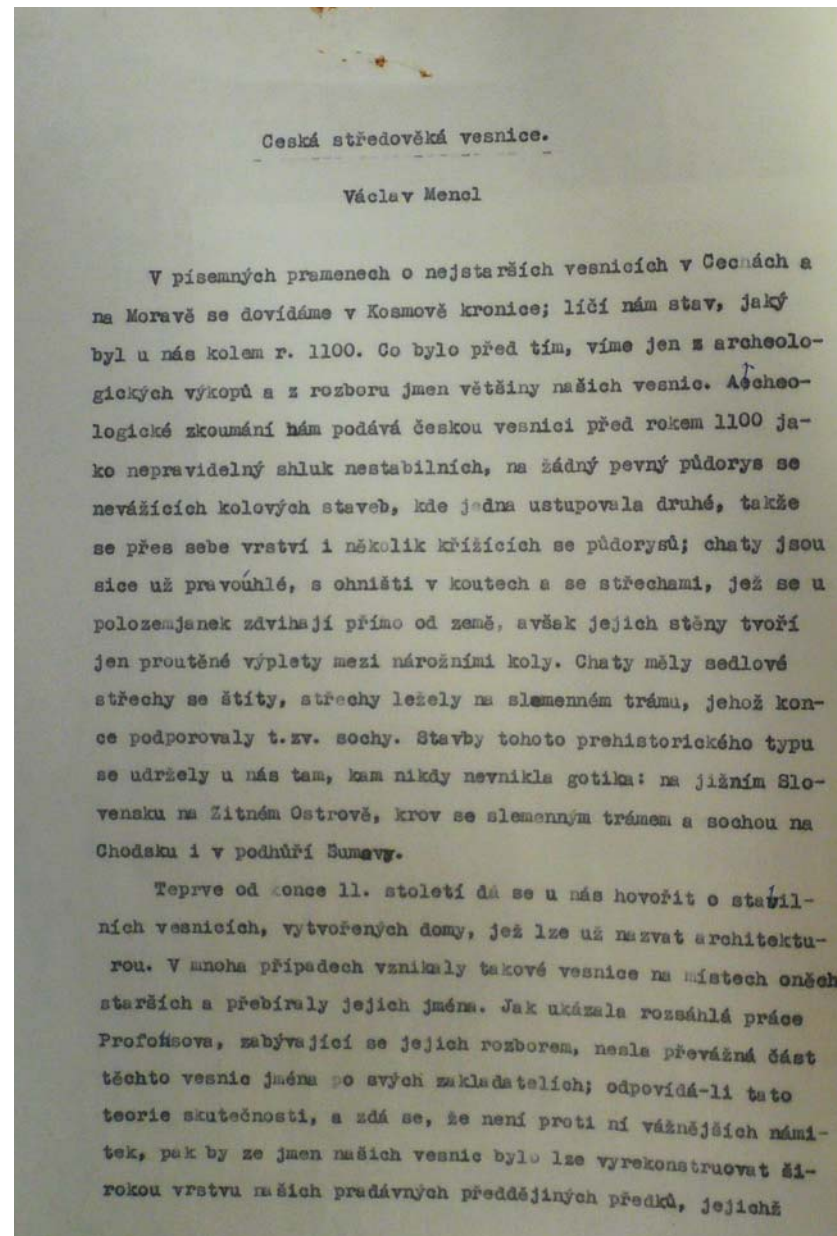 Ceská středověká vesnice.
Václav Mencl
V písemných pramenech o nejstarších vesnicích v Cechách a
na Moravě se dovídáme v Kosmově kronice; líčí nám stav, jaký
byl u nás kolem r. 1100. Co bylo před tím, víme jen z archeolo-
gických výkopů a z rozboru jmen většiny našich vesnic. Archeo-
logické zkoumání nám podává českou vesnici před rokem 1100 ja-
ko nepravidelný shluk nestabilních, na žádný pevný půdorys se
nevážících kolových staveb, kde jedna ustupovala druhé, takže
se přes sebe vrství i několik křížících se půdorysů; chaty jsou
sice už pravoúhlé, s ohništi v koutech a se střechami, jež se u
polozemjanek zdvihají přímo od země, avšak jejich stěny tvoří
jen proutěné výplety mezi nárožními koly. Chaty měly sedlové
střechy se štíty, střechy ležely na slemenném trámu, jehož kon-
ce podporovaly t.zv. sochy. Stavby tohoto prehistorického typu
se udržely u nás tam, kam nikdy nevnikla gotika: na jižním Slo-
vensku na Zitném Ostrově, krov se slemenným trámem a sochou na
Chodsku i v podhůří Sumavy.
Teprve od konce 11. století dá se u nás hovořit o stabil-
ních vesnicích, vytvořených domy, jež lze už nazvat architektu-
rou. V mnoha případech vznikaly takové vesnice na místech oněch
starších a přebíraly jejich jména. Jak ukázala rozsáhlá práce
Profousova, zabývající se jejich rozborem, nesla převážná část
těchto vesnic jména po svých zakladatelích; odpovídá-li tato
teorie skutečnosti, a zdá se, že není proti ní vážnějších námi-
tek, pak by ze jmen našich vesnic bylo lze vyrekonstruovat ši-
rokou vrstvu našich pradávných předdějiných předků, jejichž